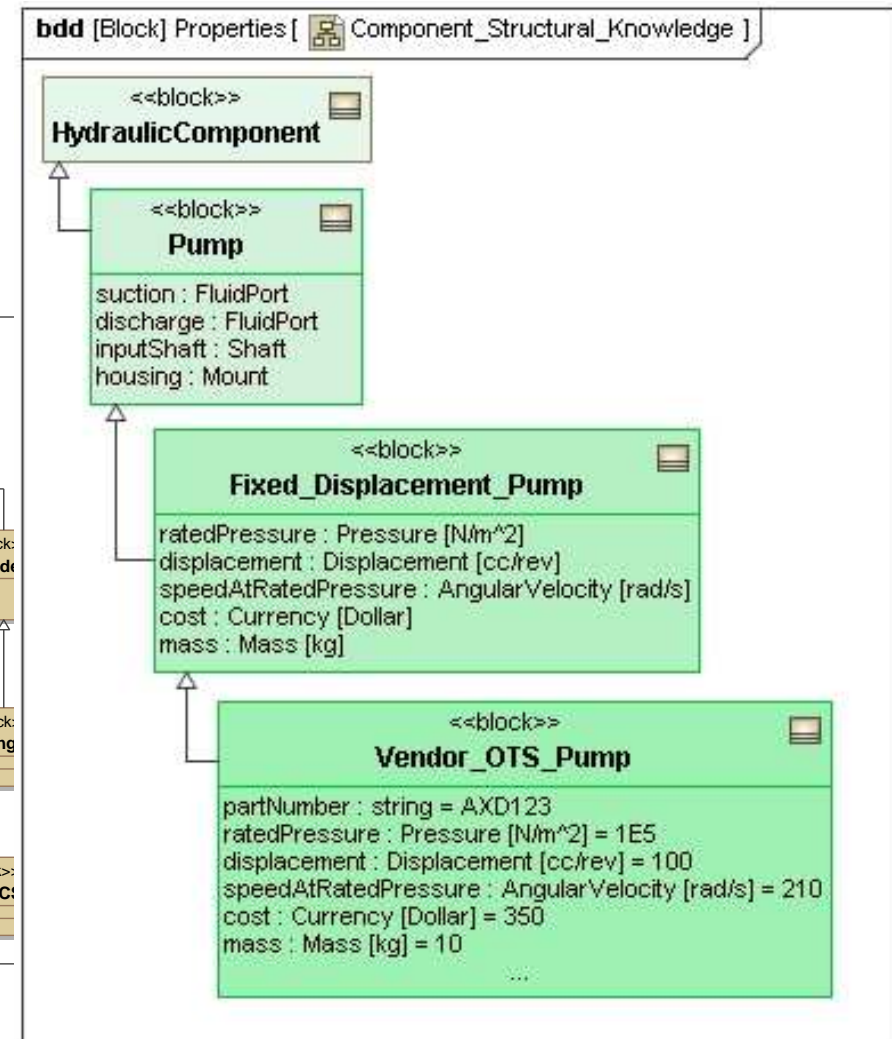 bdd [Block] Properties [ Component_Structural_Knowledge ]
<<block>>
HydraulicComponent
<<block>>
Pump
suction : FluidPort
discharge : FluidPort
inputShaft : Shaft
housing : Mount
<<block>>
Fixed_Displacement_Pump
ratedPressure : Pressure [N/m^2]
displacement : Displacement [cc/rev]
speedAtRatedPressure : AngularVelocity [rad/s]
cost : Currency [Dollar]
mass : Mass [kg]
<<block>>
Vendor_OTS_Pump
partNumber : string = AXD123
ratedPressure : Pressure [N/m^2] = 1E5
displacement : Displacement [cc/rev] = 100
speedAtRatedPressure : AngularVelocity [rad/s] = 210
cost : Currency [Dollar] = 350
mass : Mass [kg] = 10
...